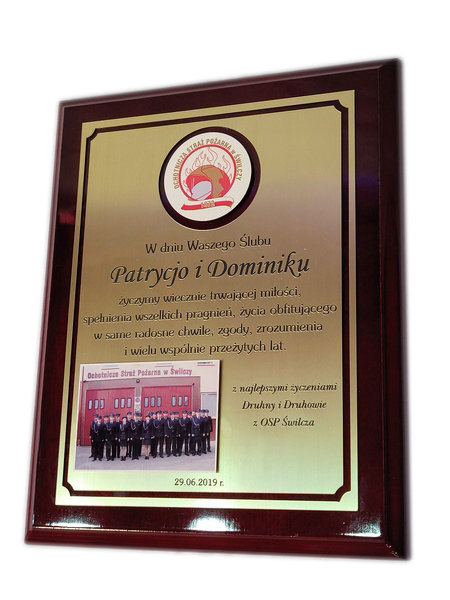 OCHOTNICZA STRAŻ POŻARNA w ŚWILCZY
W dniu Waszego Ślubu
Patrycjo i Dominiku
życzymy wiecznie trwającej miłości,
spełnienia wszelkich pragnień, życia obfitującego
w same radosne chwile, zgody, zrozumienia
i wielu wspólnie przeżytych lat.
Ochotnicza Straż Pożarna w Świlczy
z najlepszymi życzeniami
Druhny i Druhowie
z OSP Świlcza
29.06.2019 r.